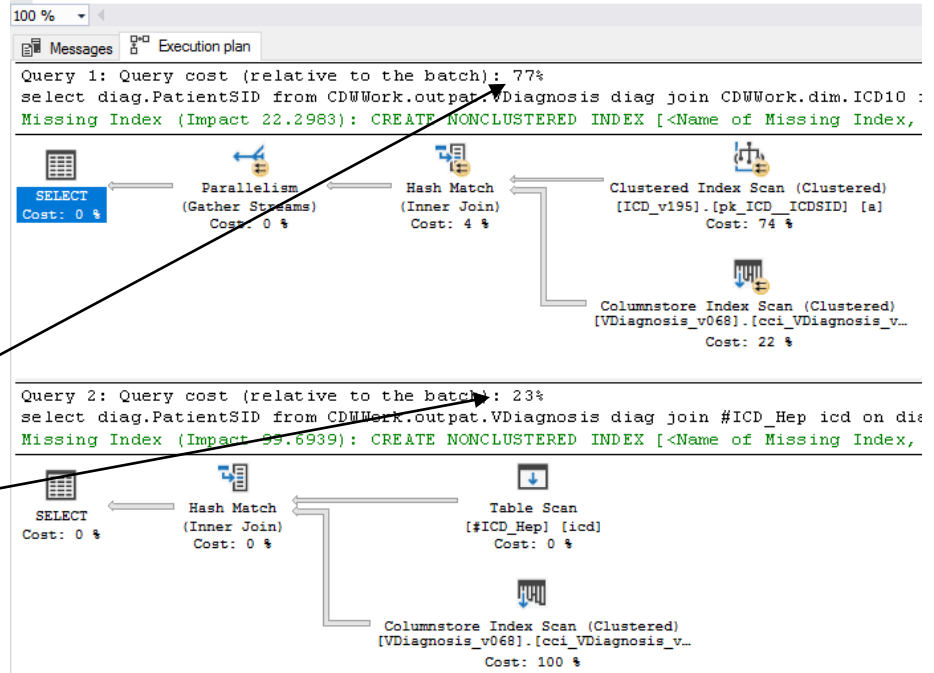 100 %
Messages Execution plan
Query 1: Query cost (relative to the batch): 77%
select diag.PatientSID from CDWWork.outpat.VDiagnosis diag join CDWWork.dim.ICD10
Missing Index (Impact 22.2983): CREATE NONCLUSTERED INDEX [<Name of Missing Index,
SELECT
Cost: 0 %
Parallelism
(Gather Streams)
Cost: 0 %
Hash Match
(Inner Join)
Cost: 4 %
Clustered Index Scan (Clustered)
[ICD_v195].[pk_ICD__ICDSID] [a]
Cost: 74 %
Columnstore Index Scan (Clustered)
[VDiagnosis_v068].[cci_VDiagnosis_v…
Cost: 22 %
Query 2: Query cost (relative to the batch): 23%
select diag.PatientSID from CDWWork.outpat.VDiagnosis diag join #ICD_Hep icd on dia
Missing Index (Impact 99.6939): CREATE NONCLUSTERED INDEX [<Name of Missing Index,
SELECT
Cost: 0 %
Hash Match
(Inner Join)
Cost: 0 %
Table Scan
[#ICD_Hep] [icd]
Cost: 0 %
Columnstore Index Scan (Clustered)
[VDiagnosis_v068].[cci_VDiagnosis_v…
Cost: 100 %